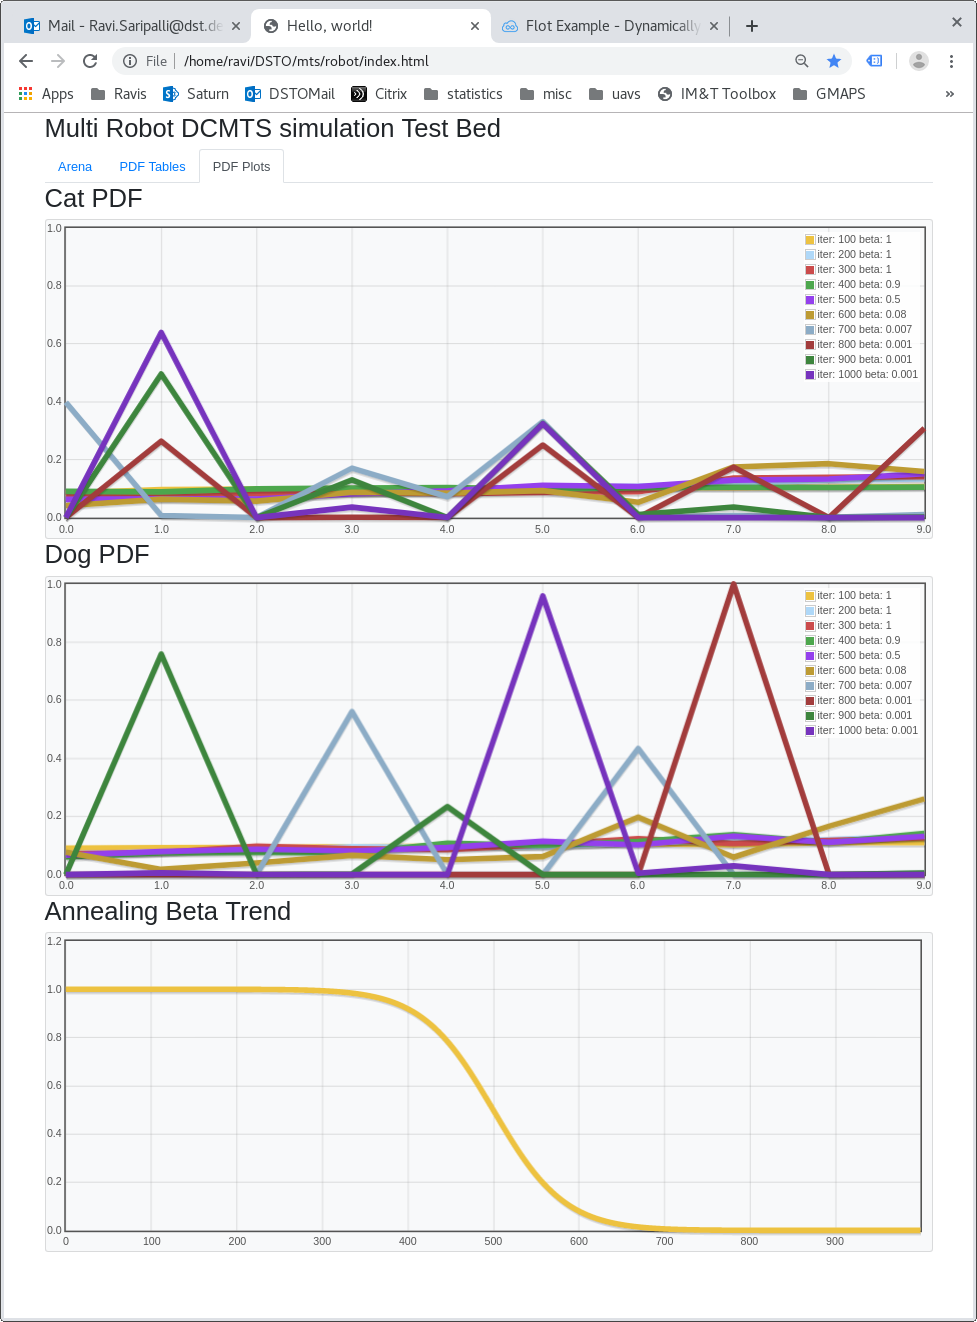 Mail - Ravi.Saripalli@dst.de
Hello, world!
Flot Example - Dynamically
File /home/ravi/DSTO/mts/robot/index.html
Apps Ravis Saturn DSTOMail Citrix statistics misc uavs IM&T Toolbox GMAPS »
Multi Robot DCMTS simulation Test Bed
Arena PDF Tables PDF Plots
Cat PDF
1.0
0.8
0.6
0.4
0.2
0.0
0.0 1.0 2.0 3.0 4.0 5.0 6.0 7.0 8.0 9.0
iter: 100 beta: 1
iter: 200 beta: 1
iter: 300 beta: 1
iter: 400 beta: 0.9
iter: 500 beta: 0.5
iter: 600 beta: 0.08
iter: 700 beta: 0.007
iter: 800 beta: 0.001
iter: 900 beta: 0.001
iter: 1000 beta: 0.001
Dog PDF
1.0
0.8
0.6
0.4
0.2
0.0
0.0 1.0 2.0 3.0 4.0 5.0 6.0 7.0 8.0 9.0
iter: 100 beta: 1
iter: 200 beta: 1
iter: 300 beta: 1
iter: 400 beta: 0.9
iter: 500 beta: 0.5
iter: 600 beta: 0.08
iter: 700 beta: 0.007
iter: 800 beta: 0.001
iter: 900 beta: 0.001
iter: 1000 beta: 0.001
Annealing Beta Trend
1.2
1.0
0.8
0.6
0.4
0.2
0.0
0 100 200 300 400 500 600 700 800 900